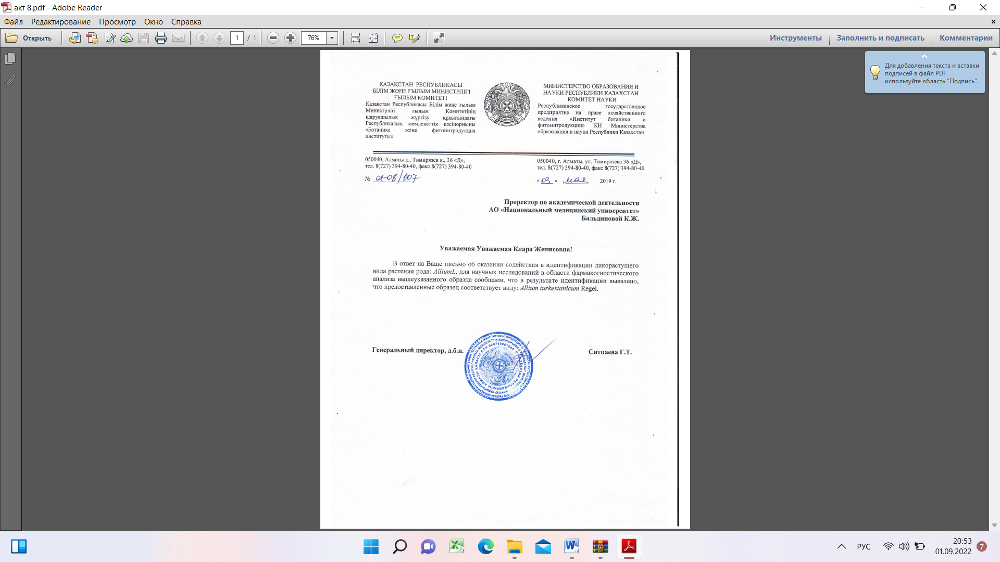 акт 8.pdf - Adobe Reader
Файл Редактирование Просмотр Окно Справка
Открыть 1 / 1 76% Инструменты Заполнить и подписать Комментарии
Для добавления текста и вставки
подписей в файл PDF
используйте область "Подпись".
ҚАЗАҚСТАН РЕСПУБЛИКАСЫ
БІЛІМ ЖӘНЕ ҒЫЛЫМ МИНИСТРЛІГІ
ҒЫЛЫМ КОМИТЕТІ
Қазақстан Республикасы Білім және ғылым
Министрлігі ғылым Комитетінің
шаруашылық жүргізу құқығындағы
Республикалық мемлекеттік кәсіпорныны
«Ботаника және фитоинтродукция
институты»
ҚАЗАҚСТАН
МИНИСТЕРСТВО ОБРАЗОВАНИЯ И
НАУКИ РЕСПУБЛИКИ КАЗАХСТАН
КОМИТЕТ НАУКИ
Республиканское государственное
предприятие на праве хозяйственного
ведения «Институт ботаники и
фитоинтродукции» КН Министерства
образования и науки Республики Казахстан
050040, Алматы к., Тимирязев к., 36 «Д»,
тел. 8(727) 394-80-40, факс 8(727) 394-80-40
№ 01-08/107
050040, г. Алматы, ул. Тимирязева 36 «Д»,
тел. 8(727) 394-80-40, факс 8(727) 394-80-40
« 03 » мая 2019 г.
Проректор по академической деятельности
АО «Национальный медицинский университет»
Бальдиновой К.Ж.
Уважаемая Уважаемая Клара Женисовна!
В ответ на Ваше письмо об оказании содействия в идентификации дикорастущего
вида растения рода: AlliumL. для научных исследований в области фармакогностического
анализа вышеуказанного образца сообщаем, что в результате идентификации выявлено,
что предоставленные образец соответствует виду: Allium turkestanicum Regel.
Генеральный директор, д.б.н.
Ситпаева Г.Т.
РУС
20:53
01.09.2022
7